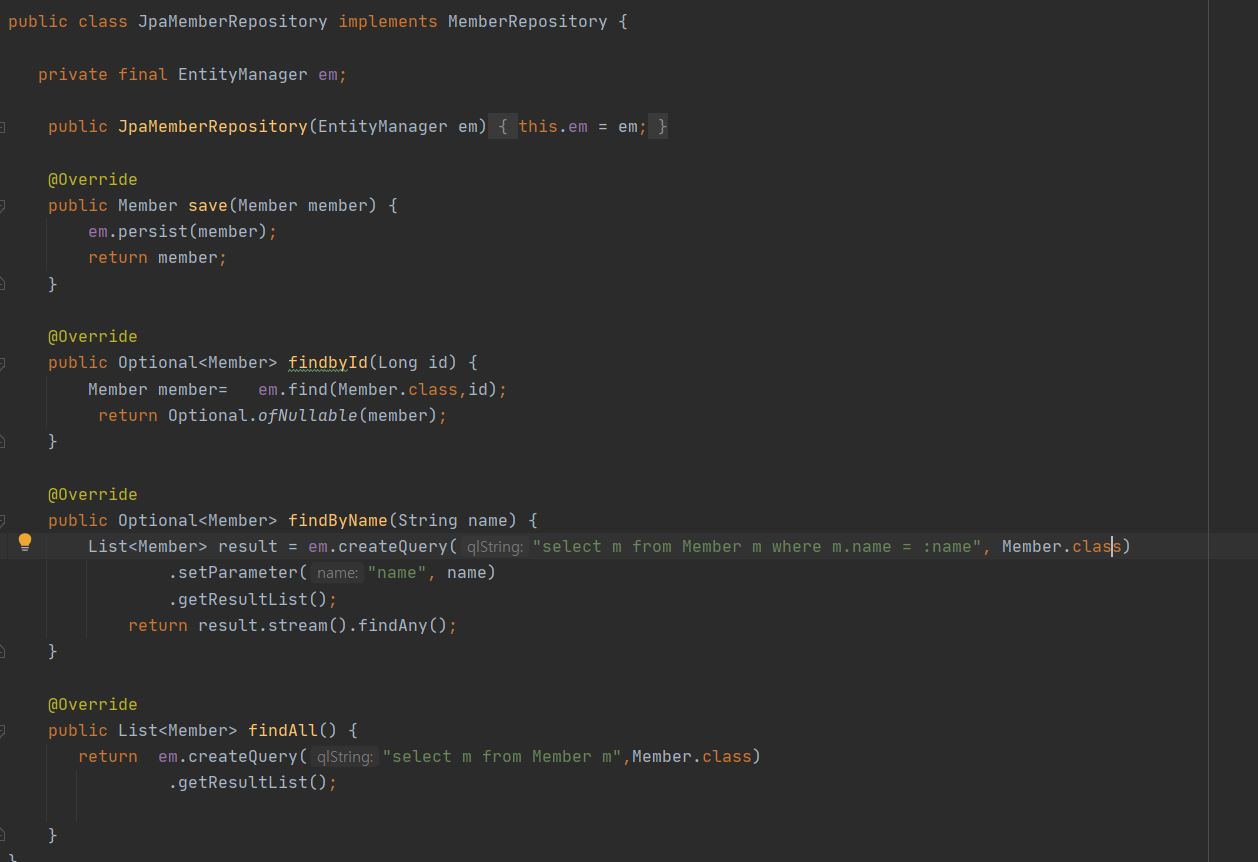 public class JpaMemberRepository implements MemberRepository {
private final EntityManager em;
public JpaMemberRepository(EntityManager em) { this.em = em; }
@Override
public Member save(Member member) {
em.persist(member);
return member;
}
@Override
public Optional<Member> findbyId(Long id) {
Member member=   em.find(Member.class,id);
return Optional.ofNullable(member);
}
@Override
public Optional<Member> findByName(String name) {
List<Member> result = em.createQuery( qlString: "select m from Member m where m.name = :name", Member.class)
.setParameter( name: "name", name)
.getResultList();
return result.stream().findAny();
}
@Override
public List<Member> findAll() {
return  em.createQuery( qlString: "select m from Member m",Member.class)
.getResultList();
}
}